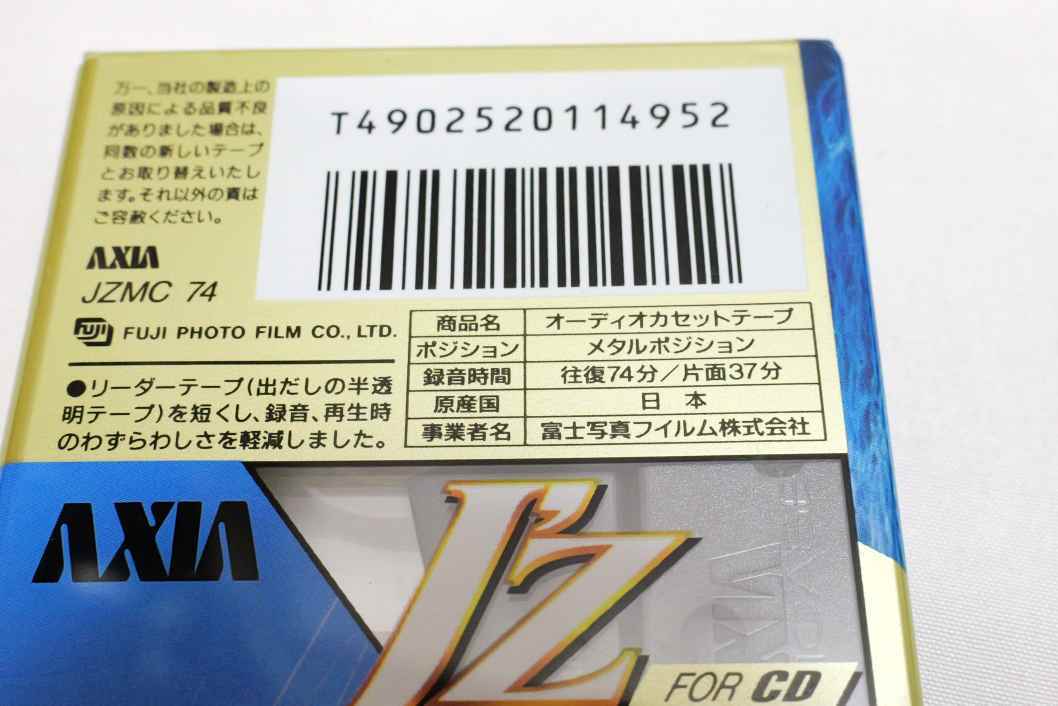 万一、当社の製造上の
原因による品質不良
がありました場合は、
同数の新しいテープ
とお取り替えいたし
ます。それ以外の責は
ご容赦ください。
T4902520114952
AXIA
JZMC 74
FUJI FUJI PHOTO FILM CO., LTD.
●リーダーテープ(出だしの半透
明テープ)を短くし、録音、再生時
のわずらわしさを軽減しました。
商品名 オーディオカセットテープ
ポジション メタルポジション
録音時間 往復74分/片面37分
原産国 日本
事業者名 富士写真フイルム株式会社
AXIA
J'z
FOR CD